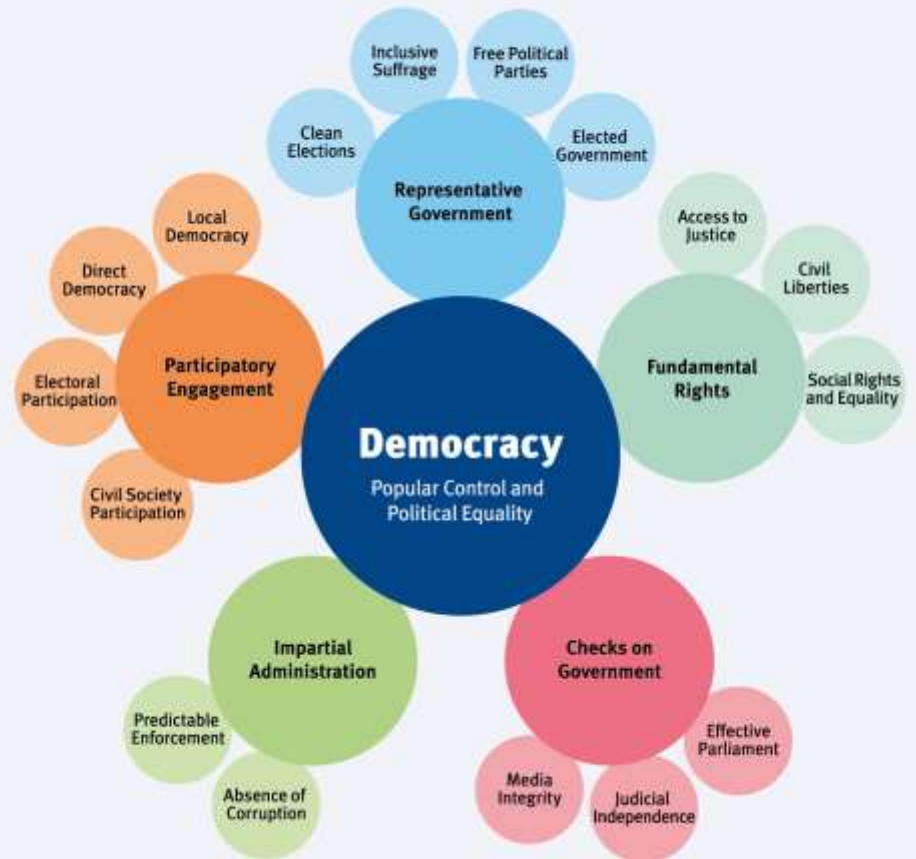 Inclusive
Suffrage
Free Political
Parties
Clean
Elections
Elected
Government
Representative
Government
Local
Democracy
Direct
Democracy
Electoral
Participation
Civil Society
Participation
Participatory
Engagement
Access to
Justice
Civil
Liberties
Social Rights
and Equality
Fundamental
Rights
Democracy
Popular Control and
Political Equality
Impartial
Administration
Predictable
Enforcement
Absence of
Corruption
Checks on
Government
Effective
Parliament
Media
Integrity
Judicial
Independence